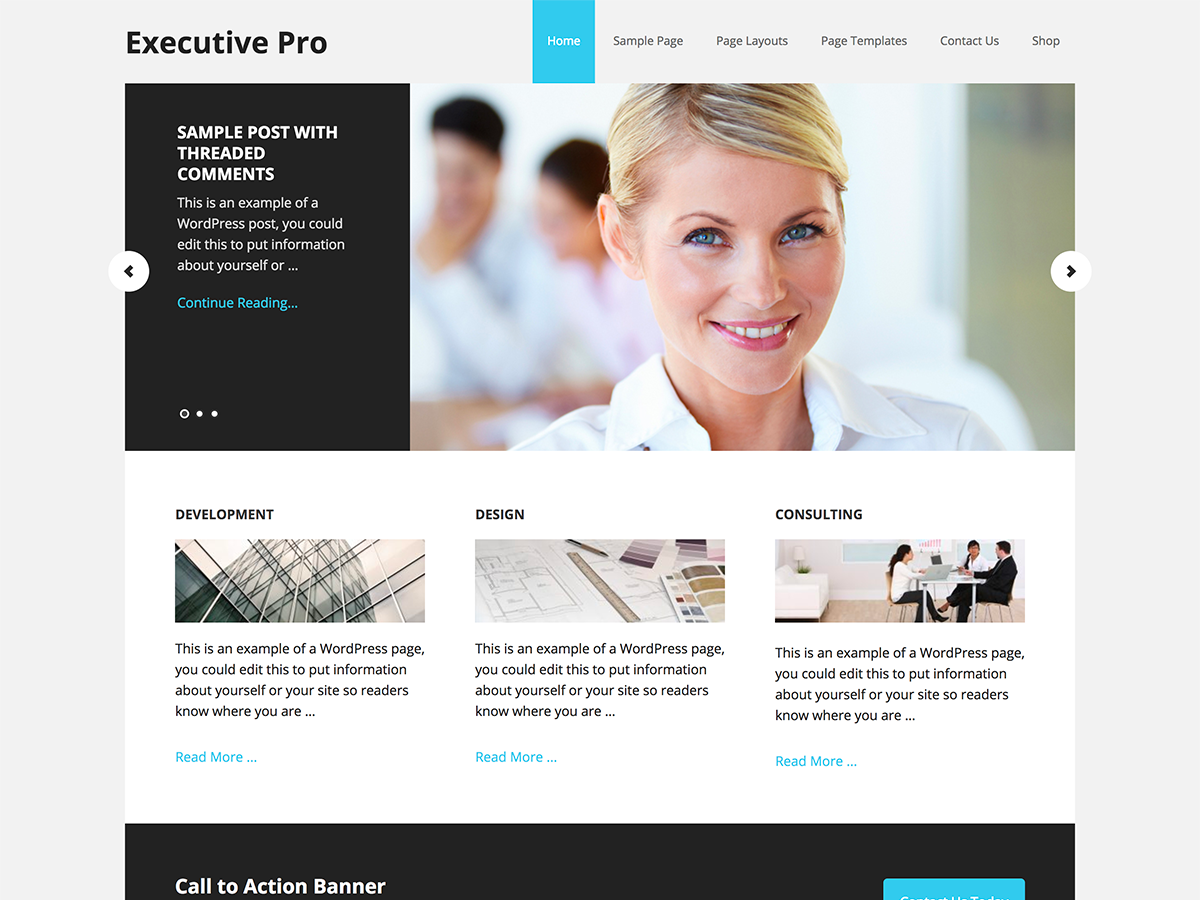 Executive Pro
Home
Sample Page
Page Layouts
Page Templates
Contact Us
Shop
SAMPLE POST WITH
THREADED
COMMENTS
This is an example of a
WordPress post, you could
edit this to put information
about yourself or ...
Continue Reading...
DEVELOPMENT
This is an example of a WordPress page,
you could edit this to put information
about yourself or your site so readers
know where you are ...
Read More ...
DESIGN
This is an example of a WordPress page,
you could edit this to put information
about yourself or your site so readers
know where you are ...
Read More ...
CONSULTING
This is an example of a WordPress page,
you could edit this to put information
about yourself or your site so readers
know where you are ...
Read More ...
Call to Action Banner
Contact Us Today